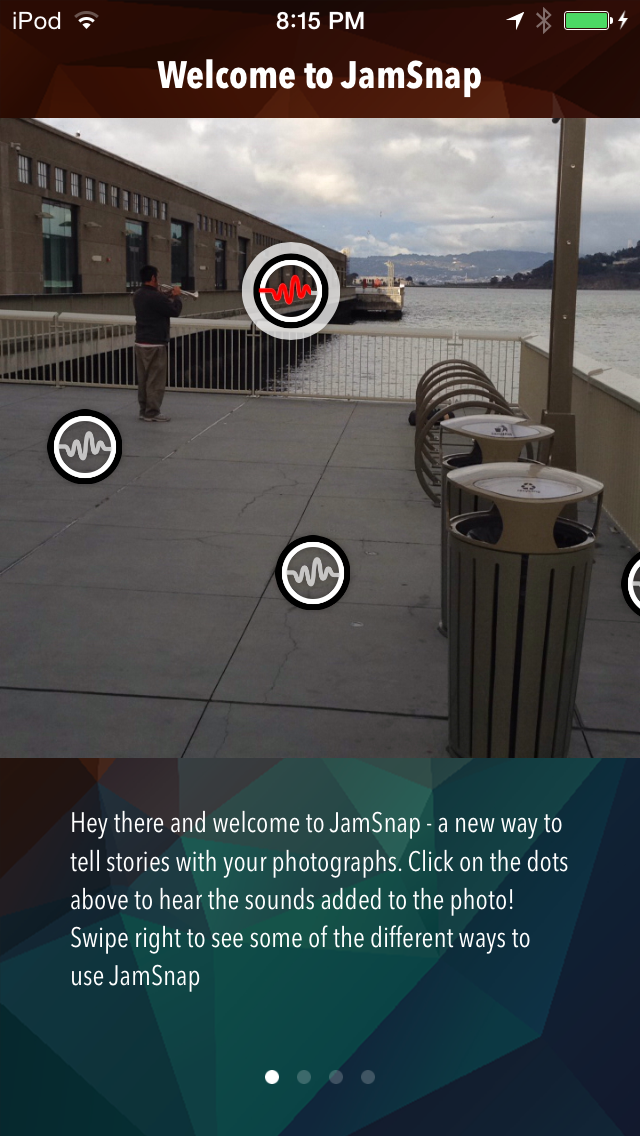 iPod 8:15 PM
Welcome to JamSnap
Hey there and welcome to JamSnap - a new way to
tell stories with your photographs. Click on the dots
above to hear the sounds added to the photo!
Swipe right to see some of the different ways to
use JamSnap